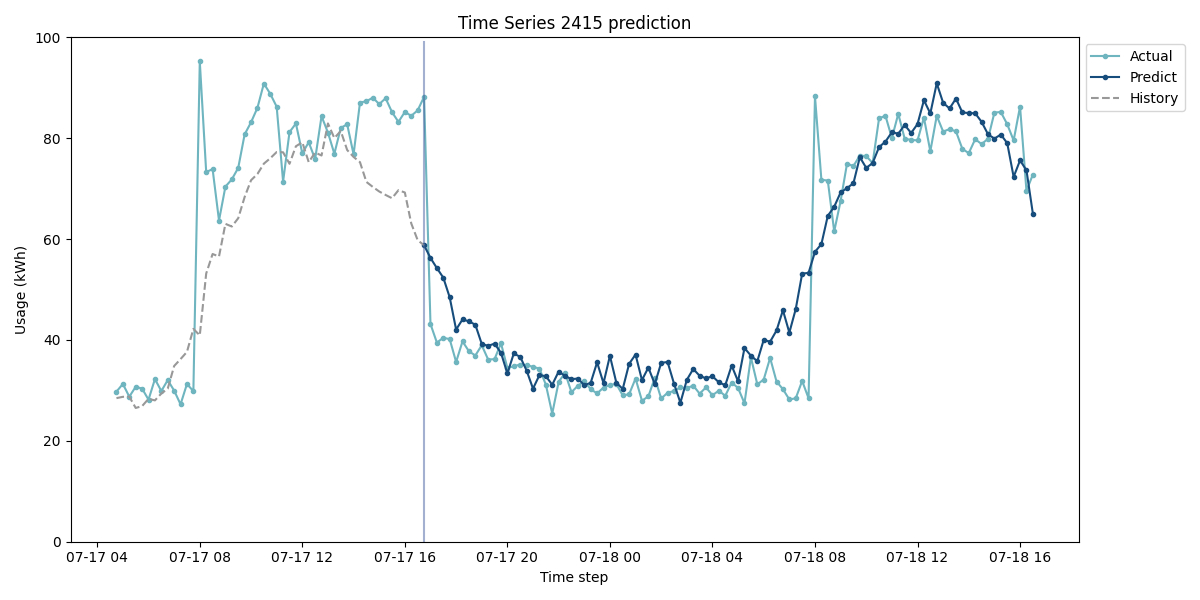 Time Series 2415 prediction
100
80
60
40
20
0
Usage (kWh)
07-17 04
07-17 08
07-17 12
07-17 16
07-17 20
07-18 00
07-18 04
07-18 08
07-18 12
07-18 16
Time step
Actual
Predict
History